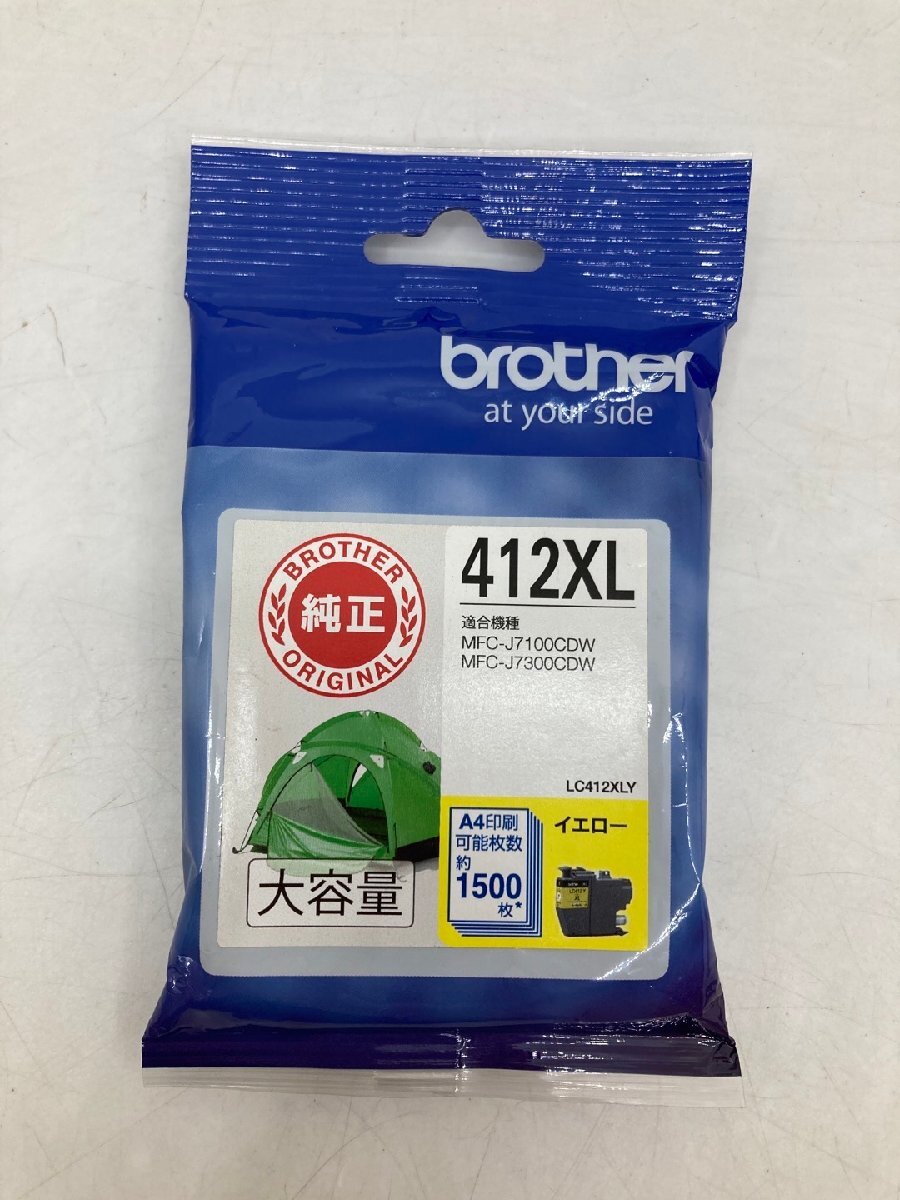 brother
at your side
BROTHER
純正
ORIGINAL
412XL
適合機種
MFC-J7100CDW
MFC-J7300CDW
LC412XLY
大容量
A4印刷
可能枚数
約
1500
枚*
イエロー